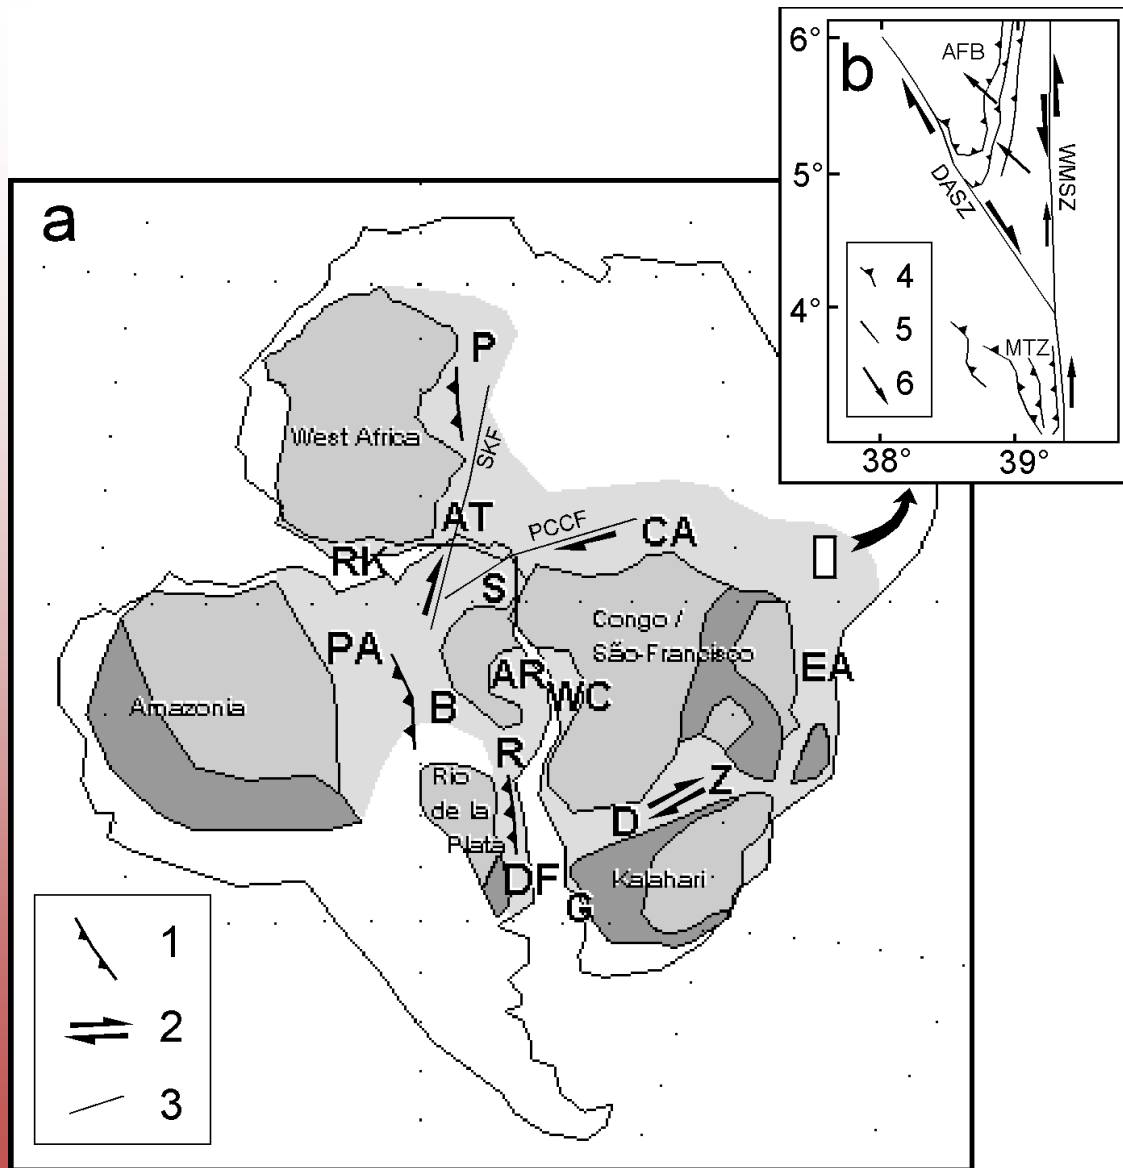 a
P
West Africa
SKF
AT
PCCF
CA
RK
S
Congo /
São-Francisco
PA
AR
WC
EA
Amazonia
B
R
Rio
de la
Plata
Z
D
DF
Kalahari
G
1
2
3
b
6°
5°
4°
38°
39°
AFB
DASZ
WMSZ
MTZ
4
5
6